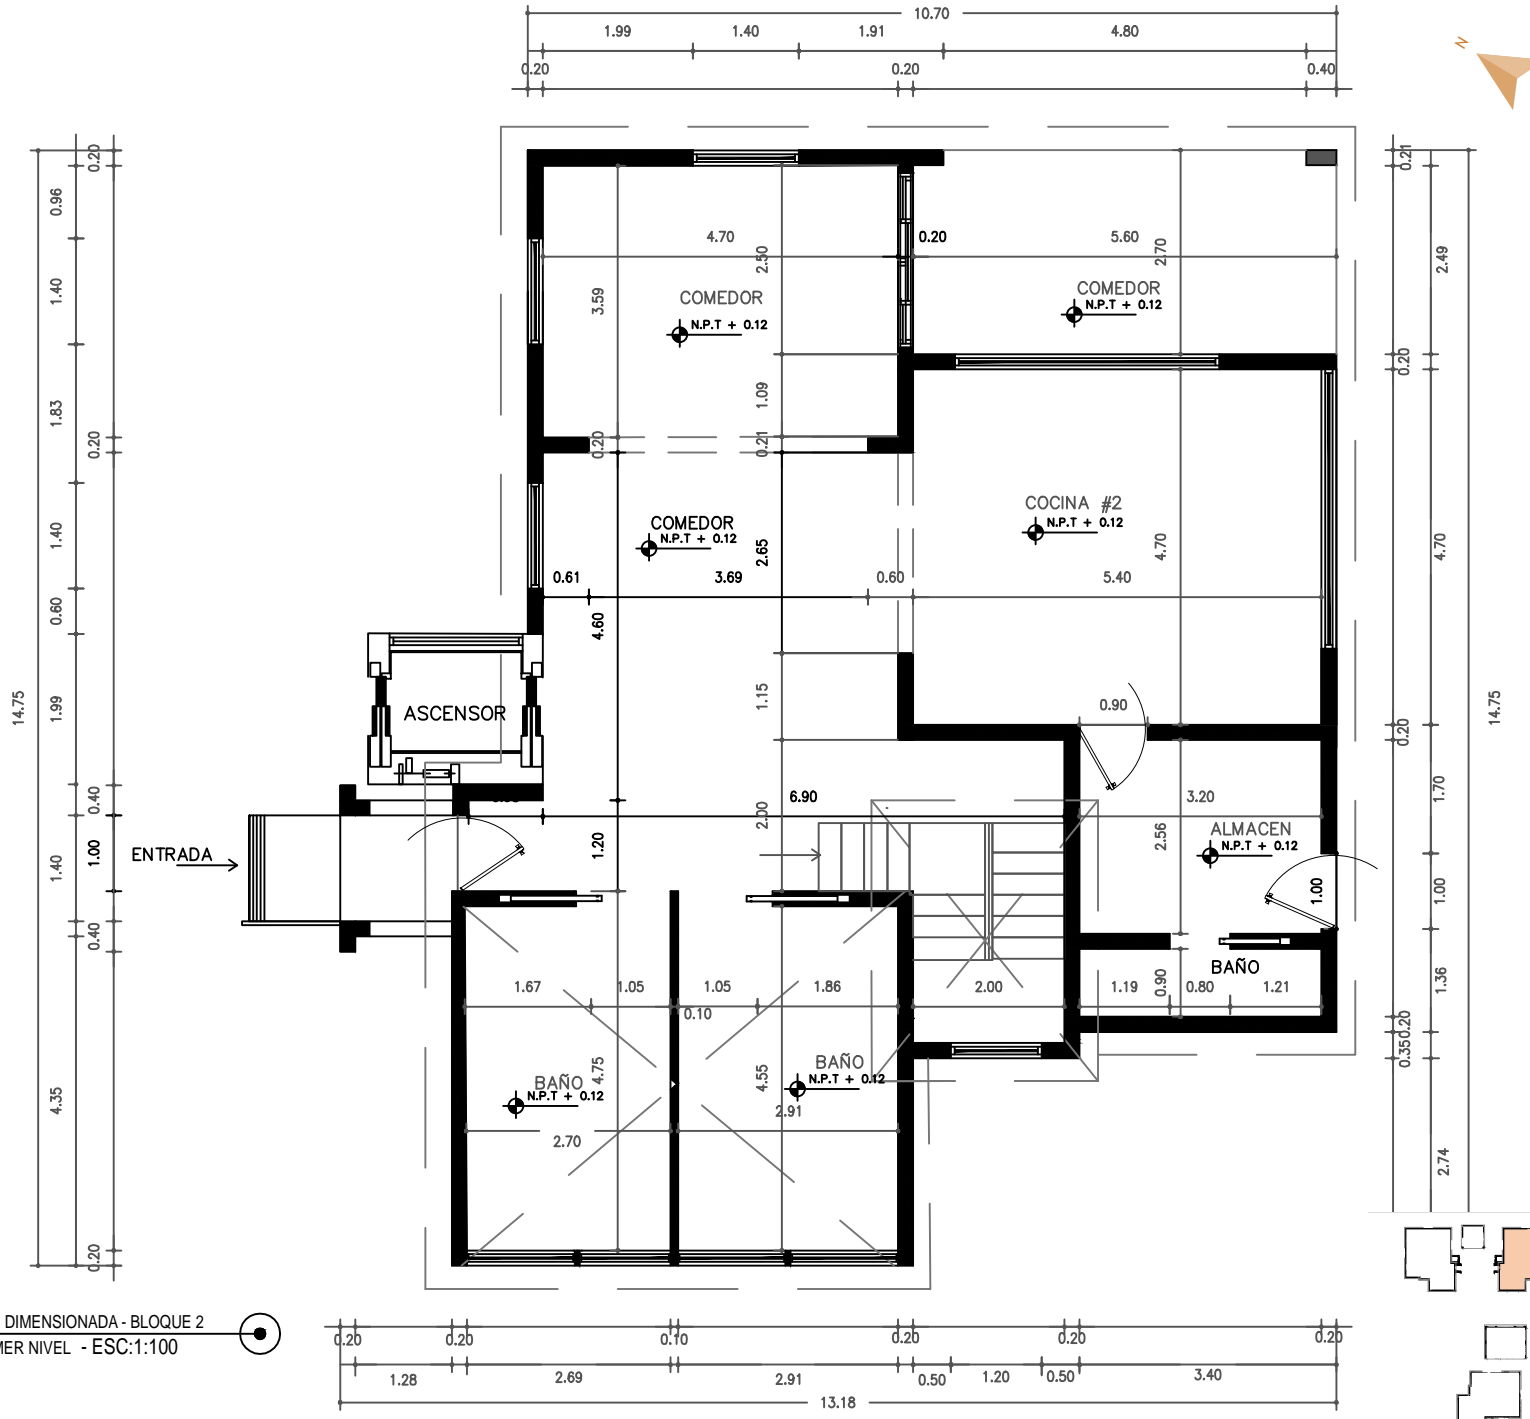 10.70
1.99 1.40 1.91 4.80
0.20 0.20 0.40
N
0.20 0.21
0.96
4.70 2.50 0.20 5.60 2.70 2.49
1.40 3.59
COMEDOR
N.P.T + 0.12
COMEDOR
N.P.T + 0.12
0.20
1.83 1.09
0.20 0.20 0.21
COCINA #2
N.P.T + 0.12
COMEDOR
N.P.T + 0.12
1.40 2.65 4.70 4.70
0.61 3.69 0.60 5.40
0.60 4.60
14.75 1.99 1.15 0.90 14.75
ASCENSOR
0.20
0.40 6.90 3.20 1.70
2.00 2.56
ENTRADA
1.40 1.00 1.20
ALMACEN
N.P.T + 0.12
1.00 1.00
0.40
BAÑO
1.67 1.05 1.05 1.86 2.00 1.19 0.90 0.80 1.21 1.36
0.10
0.20
0.35
4.35 4.75 4.55
BAÑO
N.P.T + 0.12
BAÑO
N.P.T + 0.12
2.91
2.70
2.74
0.20
DIMENSIONADA - BLOQUE 2
MER NIVEL - ESC:1:100
0.20 0.20 0.10 0.20 0.20 0.20
1.28 2.69 2.91 0.50 1.20 0.50 3.40
13.18